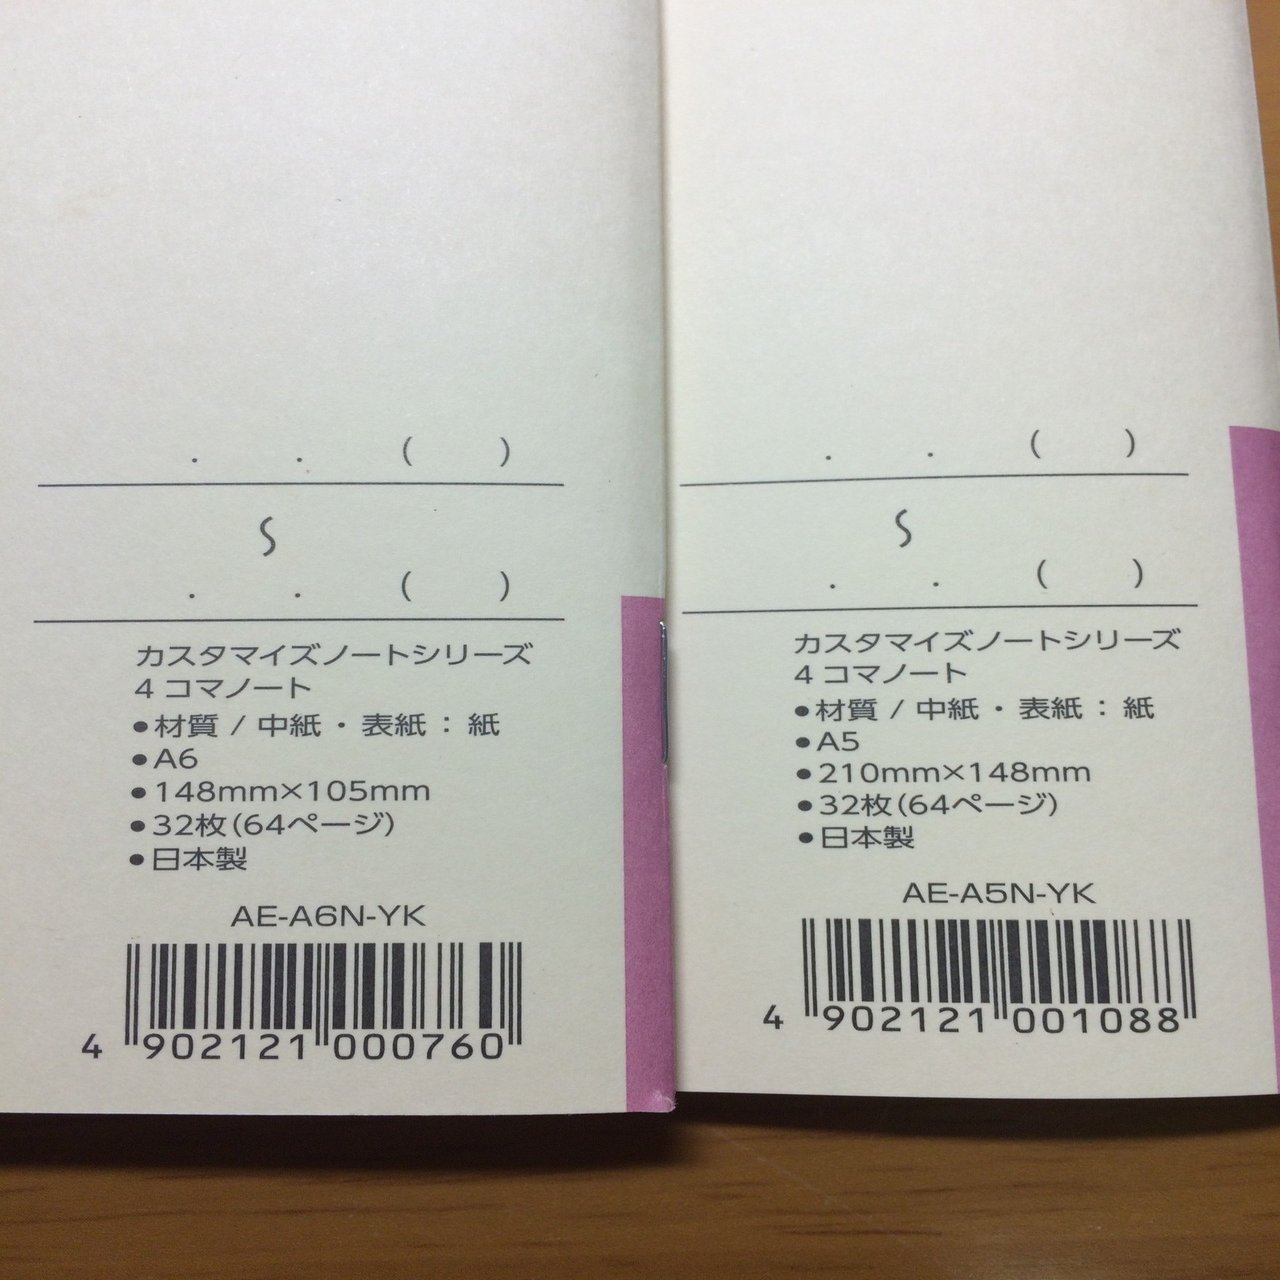 . . ( )
〜
. . ( )
カスタマイズノートシリーズ
4コマノート
●材質/中紙・表紙：紙
●A6
●148mm×105mm
●32枚(64ページ)
●日本製
AE-A6N-YK
4 902121 000760
. . ( )
〜
. . ( )
カスタマイズノートシリーズ
4コマノート
●材質/中紙・表紙：紙
●A5
●210mm×148mm
●32枚(64ページ)
●日本製
AE-A5N-YK
4 902121 001088